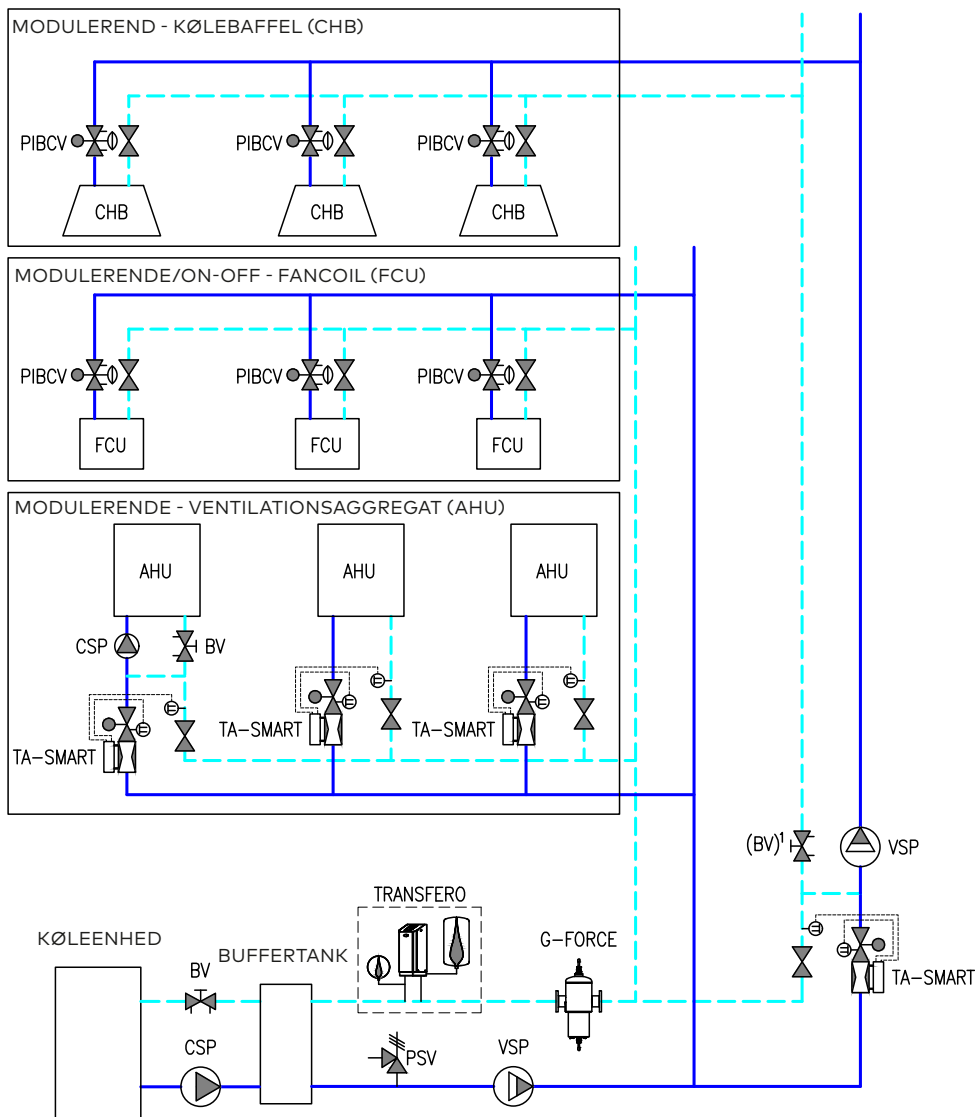 MODULEREND - KØLEBAFFEL (CHB)
PIBCV
PIBCV
PIBCV
CHB
CHB
CHB
MODULERENDE/ON-OFF - FANCOIL (FCU)
PIBCV
PIBCV
PIBCV
FCU
FCU
FCU
MODULERENDE - VENTILATIONSAGGREGAT (AHU)
AHU
AHU
AHU
CSP
BV
TA-SMART
TA-SMART
TA-SMART
(BV)¹
VSP
TA-SMART
TRANSFERO
G-FORCE
KØLEENHED
BUFFERTANK
BV
CSP
PSV
VSP